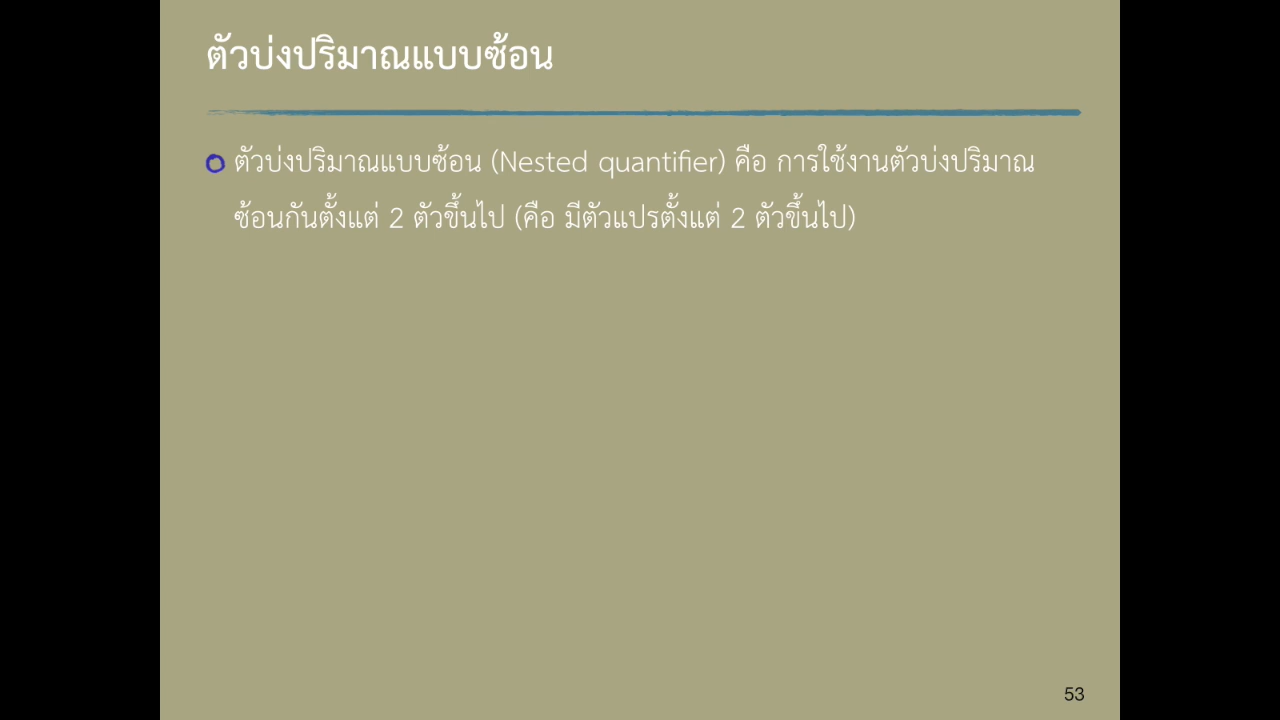 ตัวบ่งปริมาณแบบซ้อน
ตัวบ่งปริมาณแบบซ้อน (Nested quantifier) คือ การใช้งานตัวบ่งปริมาณ
ซ้อนกันตั้งแต่ 2 ตัวขึ้นไป (คือ มีตัวแปรตั้งแต่ 2 ตัวขึ้นไป)
53